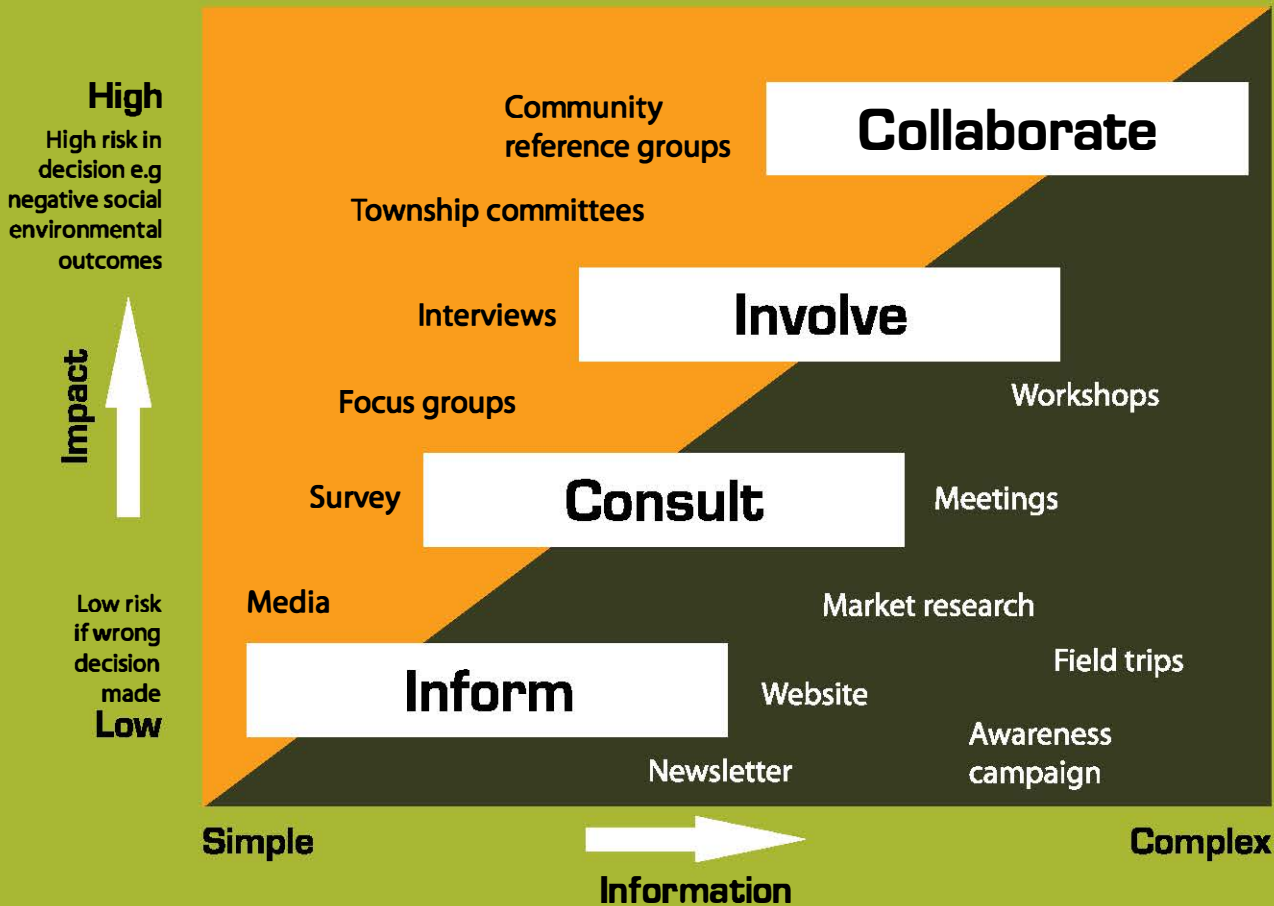 High
High risk in
decision e.g
negative social
environmental
outcomes
Impact
Low risk
if wrong
decision
made
Low
Community
reference groups
Collaborate
Township committees
Interviews
Involve
Focus groups
Workshops
Survey
Consult
Meetings
Media
Market research
Field trips
Inform
Website
Awareness
campaign
Newsletter
Simple
Complex
Information